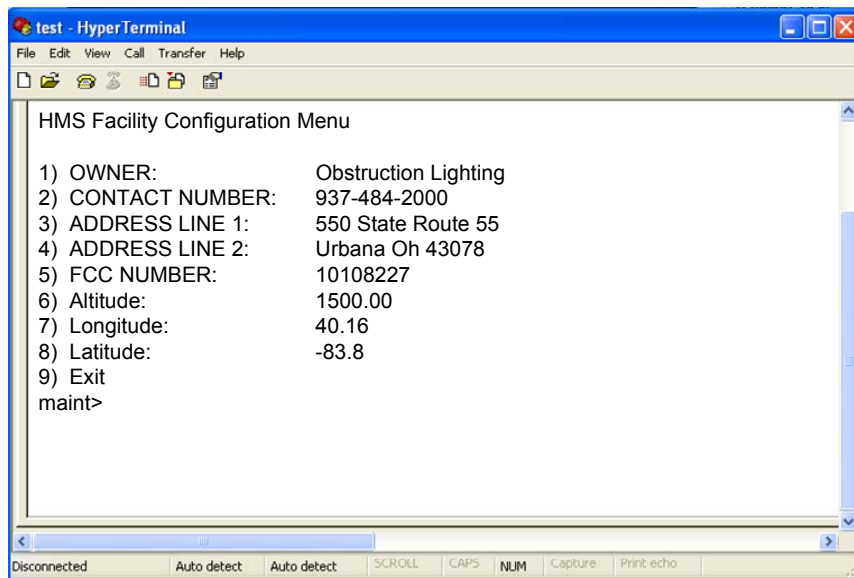 test - HyperTerminal
File Edit View Call Transfer Help
HMS Facility Configuration Menu
1) OWNER: Obstruction Lighting
2) CONTACT NUMBER: 937-484-2000
3) ADDRESS LINE 1: 550 State Route 55
4) ADDRESS LINE 2: Urbana Oh 43078
5) FCC NUMBER: 10108227
6) Altitude: 1500.00
7) Longitude: 40.16
8) Latitude: -83.8
9) Exit
maint>
Disconnected Auto detect Auto detect SCROLL CAPS NUM Capture Print echo